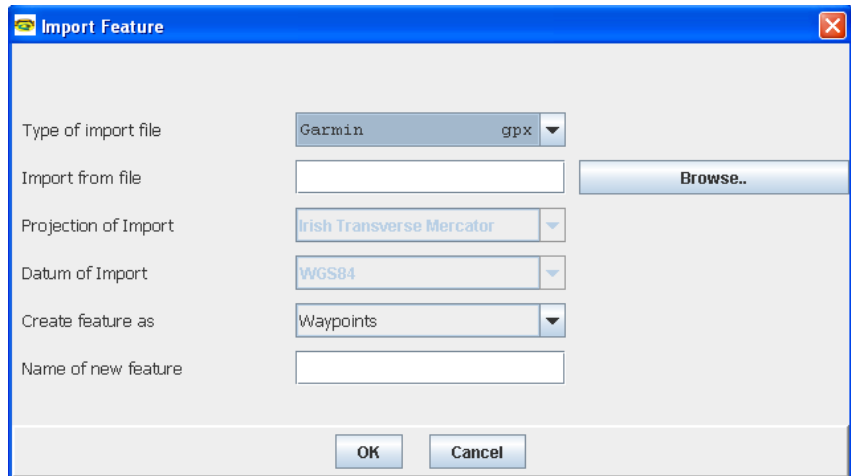 Import Feature
Type of import file Garmin gpx
Import from file Browse..
Projection of Import Irish Transverse Mercator
Datum of Import WGS84
Create feature as Waypoints
Name of new feature
OK Cancel